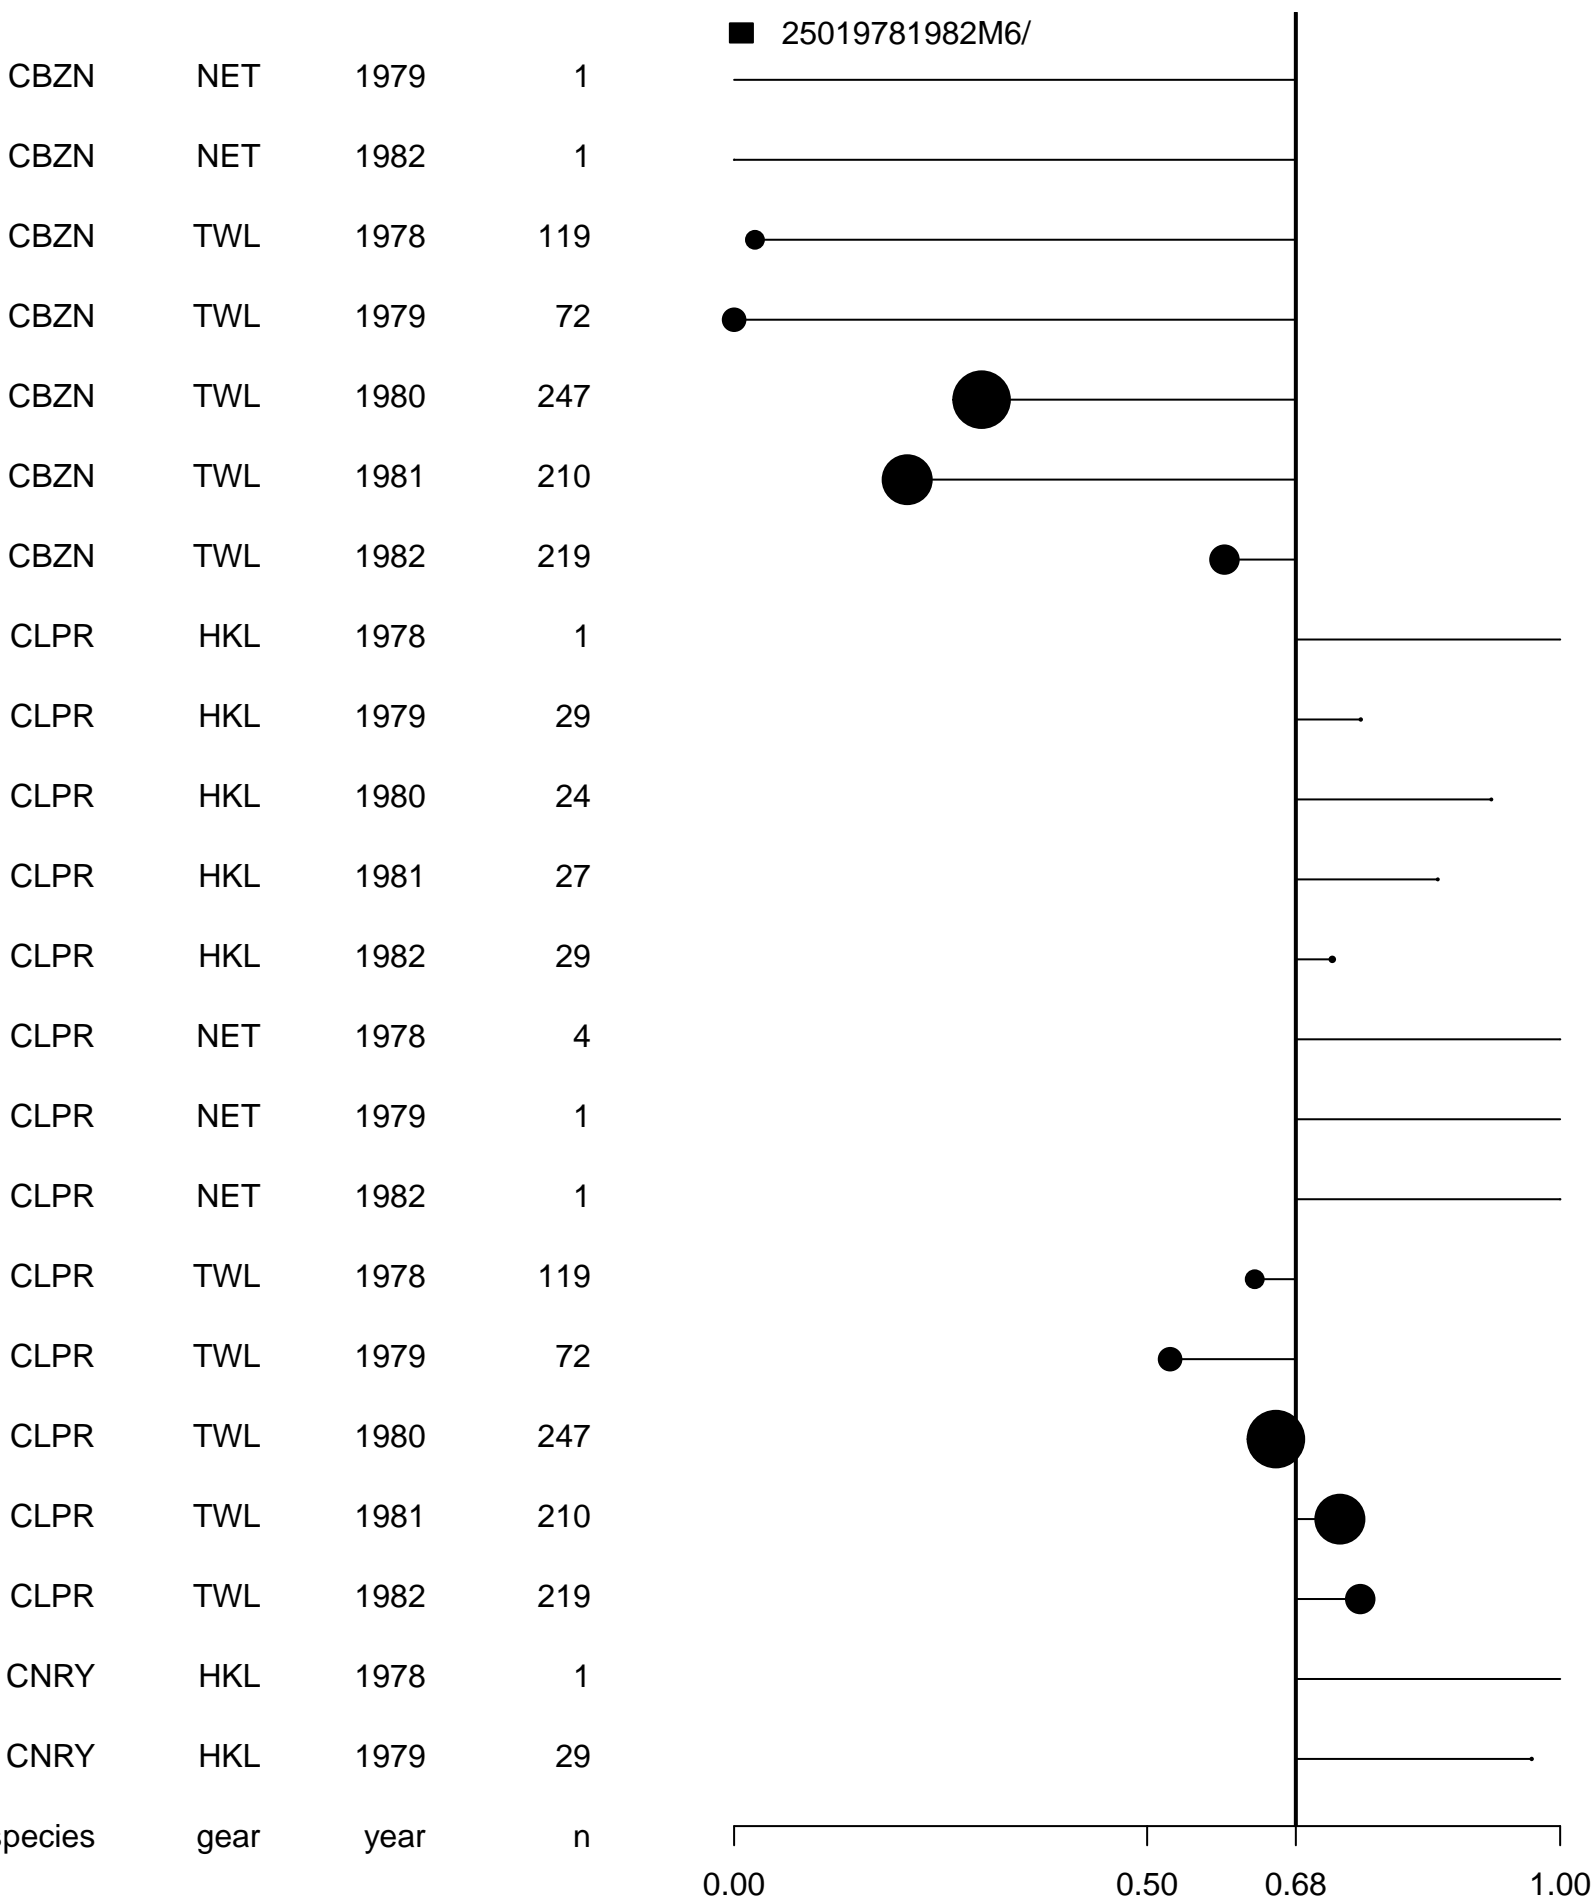 25019781982M6/
CBZN NET 1979 1
CBZN NET 1982 1
CBZN TWL 1978 119
CBZN TWL 1979 72
CBZN TWL 1980 247
CBZN TWL 1981 210
CBZN TWL 1982 219
CLPR HKL 1978 1
CLPR HKL 1979 29
CLPR HKL 1980 24
CLPR HKL 1981 27
CLPR HKL 1982 29
CLPR NET 1978 4
CLPR NET 1979 1
CLPR NET 1982 1
CLPR TWL 1978 119
CLPR TWL 1979 72
CLPR TWL 1980 247
CLPR TWL 1981 210
CLPR TWL 1982 219
CNRY HKL 1978 1
CNRY HKL 1979 29
species gear year n
0.00 0.50 0.68 1.00